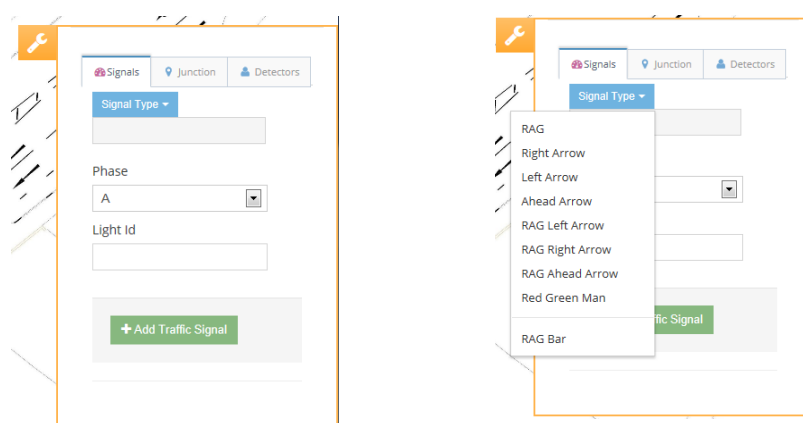 Signals Junction Detectors
Signal Type
Phase
A
Light Id
Add Traffic Signal
Signals Junction Detectors
Signal Type
RAG
Right Arrow
Left Arrow
Ahead Arrow
RAG Left Arrow
RAG Right Arrow
RAG Ahead Arrow
Red Green Man
RAG Bar
ffic Signal